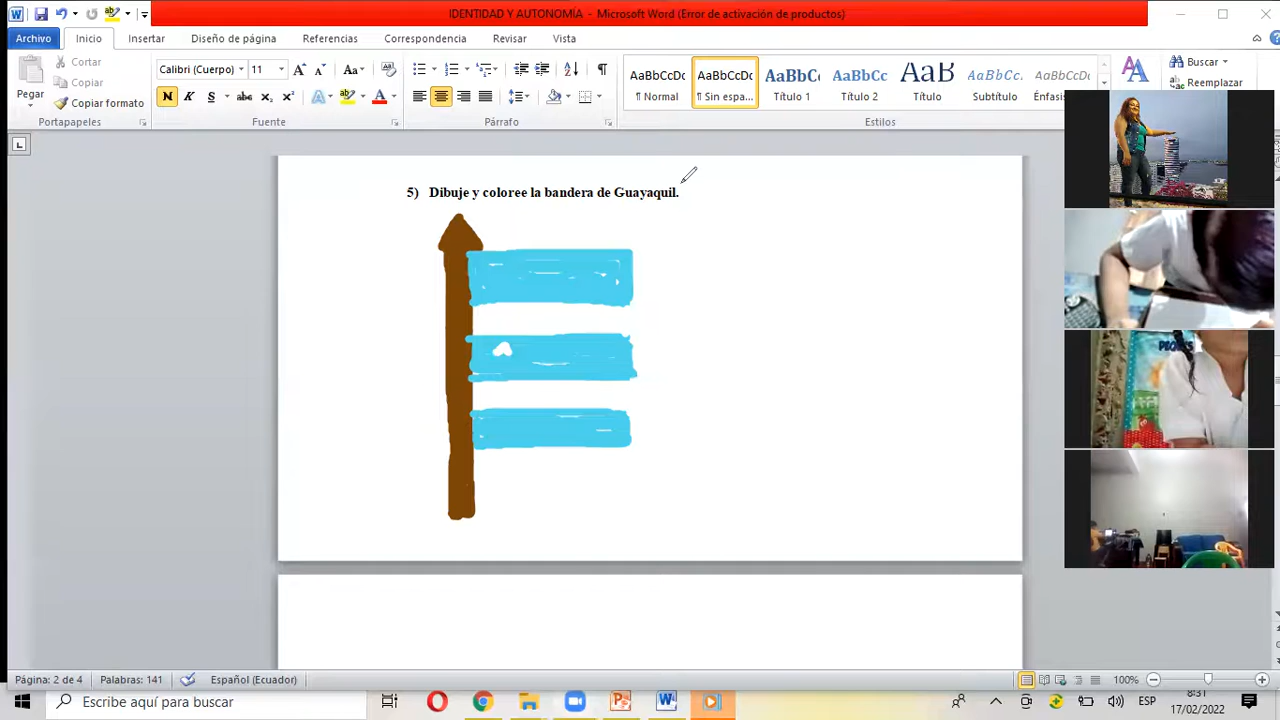 IDENTIDAD Y AUTONOMÍA - Microsoft Word (Error de activación de productos)
Archivo Inicio Insertar Diseño de página Referencias Correspondencia Revisar Vista
Pegar
Cortar
Copiar
Copiar formato
Portapapeles
Calibri (Cuerpo) 11
N K S abc
Fuente
Párrafo
AaBbCcDc
¶ Normal
AaBbCcDc
¶ Sin espa...
AaBbCc
Título 1
AaBbCc
Título 2
AaB
Título
AaBbCc.
Subtítulo
AaBbCcDc
Énfasis
Estilos
Buscar
Reemplazar
5) Dibuje y coloree la bandera de Guayaquil.
Página: 2 de 4 Palabras: 141 Español (Ecuador) 100%
Escribe aquí para buscar
ESP
8:31
17/02/2022